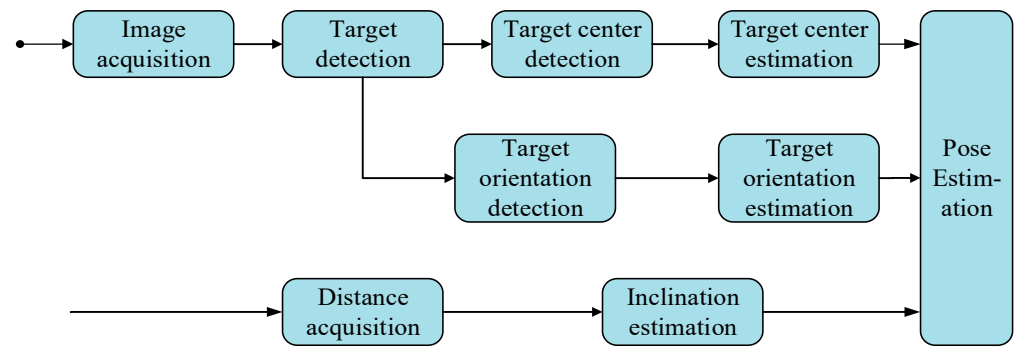 Image
acquisition
Target
detection
Target center
detection
Target center
estimation
Target
orientation
detection
Target
orientation
estimation
Pose
Estim-
ation
Distance
acquisition
Inclination
estimation